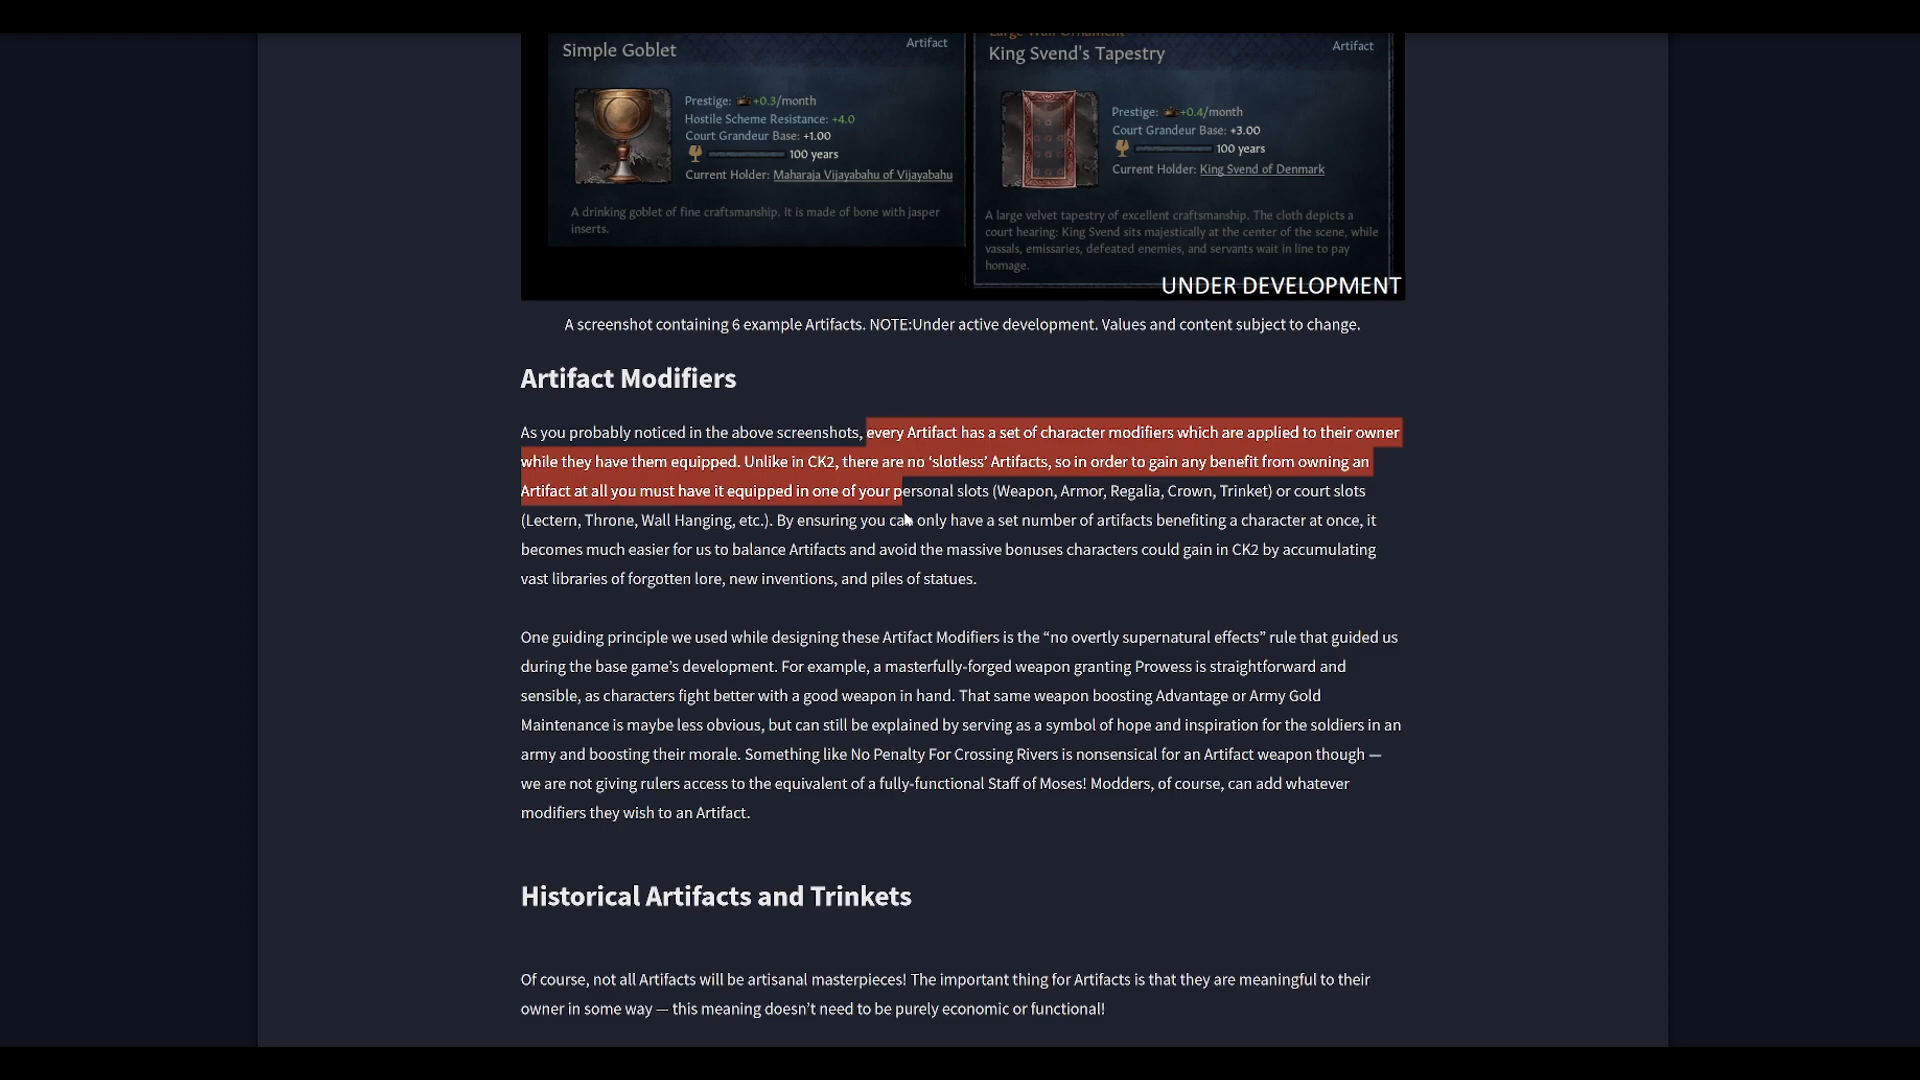 Large Wall Ornament
Simple Goblet
Artifact
King Svend's Tapestry
Artifact
Prestige: +0.3/month
Hostile Scheme Resistance: +4.0
Court Grandeur Base: +1.00
100 years
Current Holder: Maharaja Vijayabahu of Vijayabahu
A drinking goblet of fine craftsmanship. It is made of bone with jasper
inserts.
Prestige: +0.4/month
Court Grandeur Base: +3.00
100 years
Current Holder: King Svend of Denmark
A large velvet tapestry of excellent craftsmanship. The cloth depicts a
court hearing: King Svend sits majestically at the center of the scene, while
vassals, emissaries, defeated enemies, and servants wait in line to pay
homage.
UNDER DEVELOPMENT
A screenshot containing 6 example Artifacts. NOTE:Under active development. Values and content subject to change.
Artifact Modifiers
As you probably noticed in the above screenshots, every Artifact has a set of character modifiers which are applied to their owner
while they have them equipped. Unlike in CK2, there are no ‘slotless’ Artifacts, so in order to gain any benefit from owning an
Artifact at all you must have it equipped in one of your personal slots (Weapon, Armor, Regalia, Crown, Trinket) or court slots
(Lectern, Throne, Wall Hanging, etc.). By ensuring you can only have a set number of artifacts benefiting a character at once, it
becomes much easier for us to balance Artifacts and avoid the massive bonuses characters could gain in CK2 by accumulating
vast libraries of forgotten lore, new inventions, and piles of statues.
One guiding principle we used while designing these Artifact Modifiers is the “no overtly supernatural effects” rule that guided us
during the base game’s development. For example, a masterfully-forged weapon granting Prowess is straightforward and
sensible, as characters fight better with a good weapon in hand. That same weapon boosting Advantage or Army Gold
Maintenance is maybe less obvious, but can still be explained by serving as a symbol of hope and inspiration for the soldiers in an
army and boosting their morale. Something like No Penalty For Crossing Rivers is nonsensical for an Artifact weapon though —
we are not giving rulers access to the equivalent of a fully-functional Staff of Moses! Modders, of course, can add whatever
modifiers they wish to an Artifact.
Historical Artifacts and Trinkets
Of course, not all Artifacts will be artisanal masterpieces! The important thing for Artifacts is that they are meaningful to their
owner in some way — this meaning doesn’t need to be purely economic or functional!